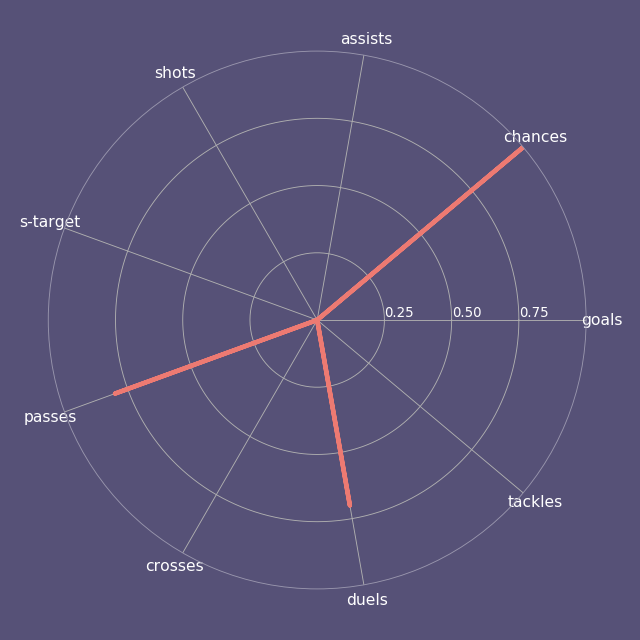 assists
shots
chances
s-target
0.25
0.50
0.75
goals
passes
tackles
crosses
duels